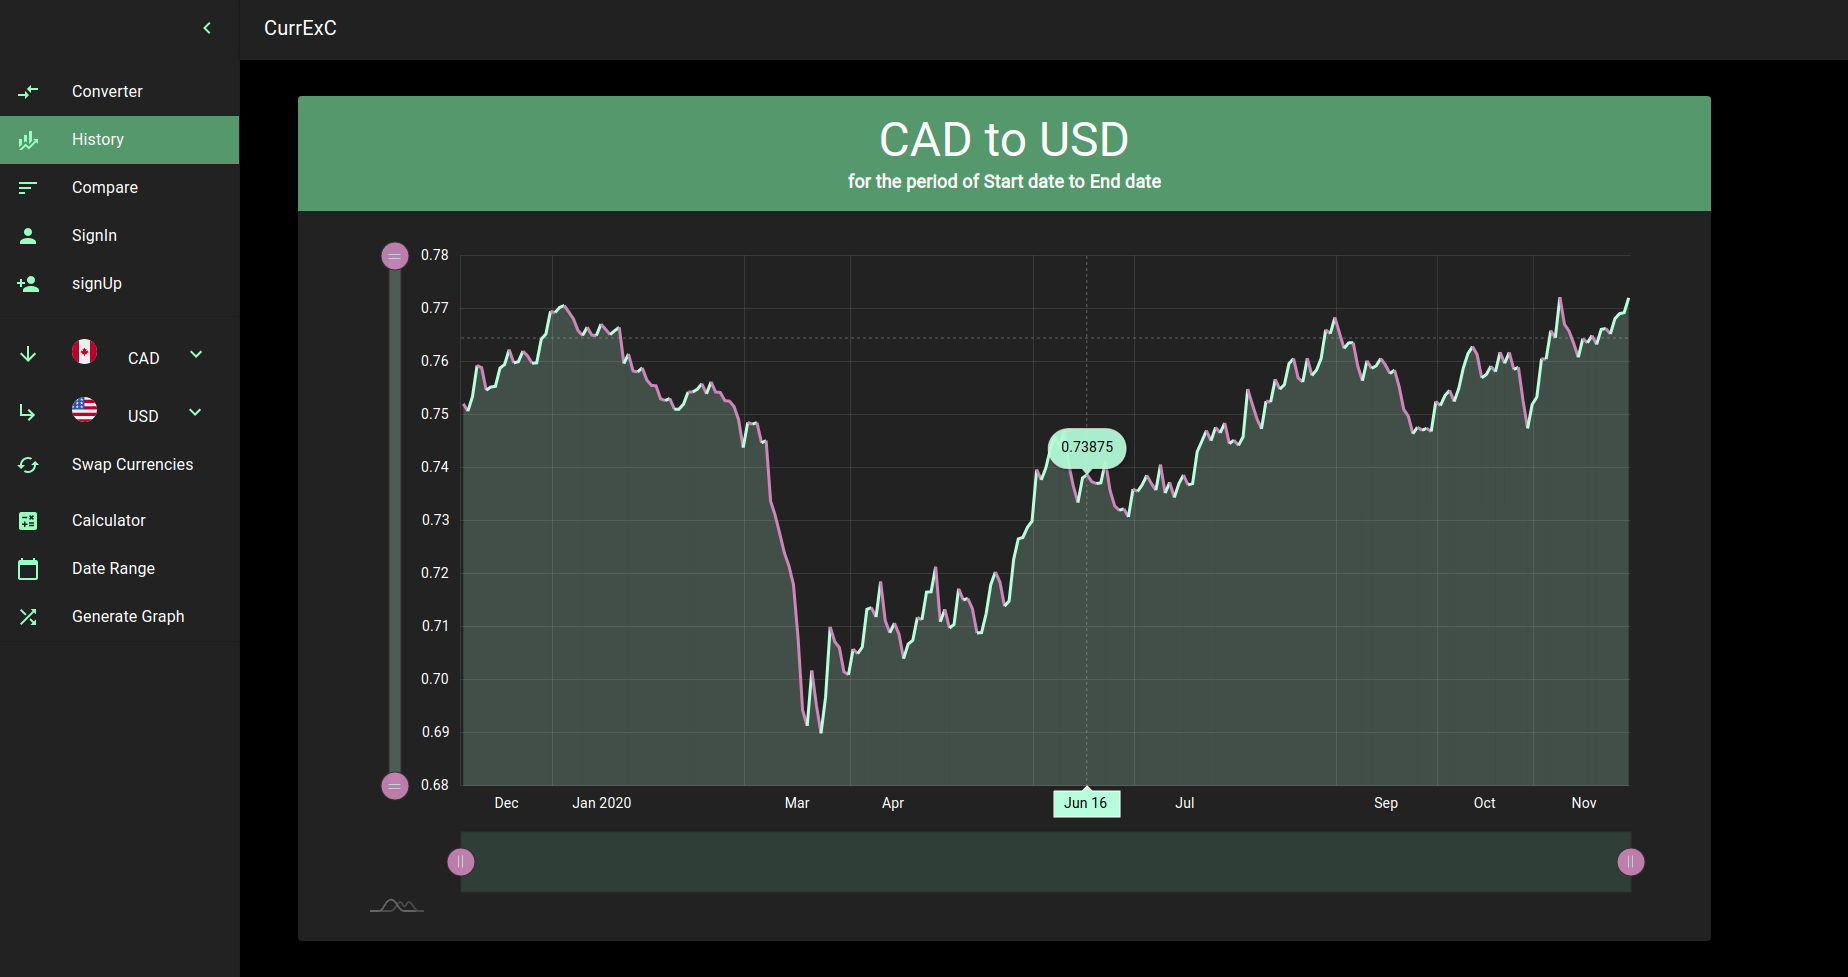 CurrExC
Converter
History
Compare
SignIn
signUp
CAD
USD
Swap Currencies
Calculator
Date Range
Generate Graph
CAD to USD
for the period of Start date to End date
0.78
0.77
0.76
0.75
0.74
0.73
0.72
0.71
0.70
0.69
0.68
0.73875
Dec
Jan 2020
Mar
Apr
Jun 16
Jul
Sep
Oct
Nov